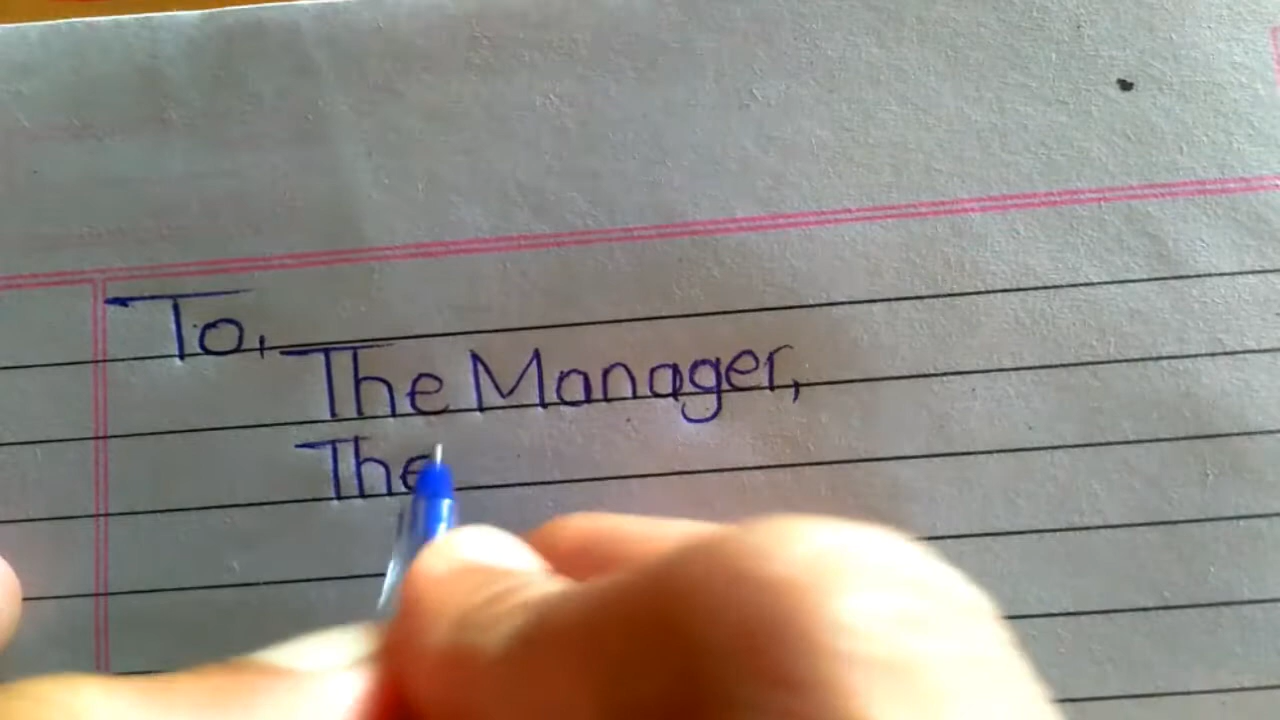 To,
The Manager,
The